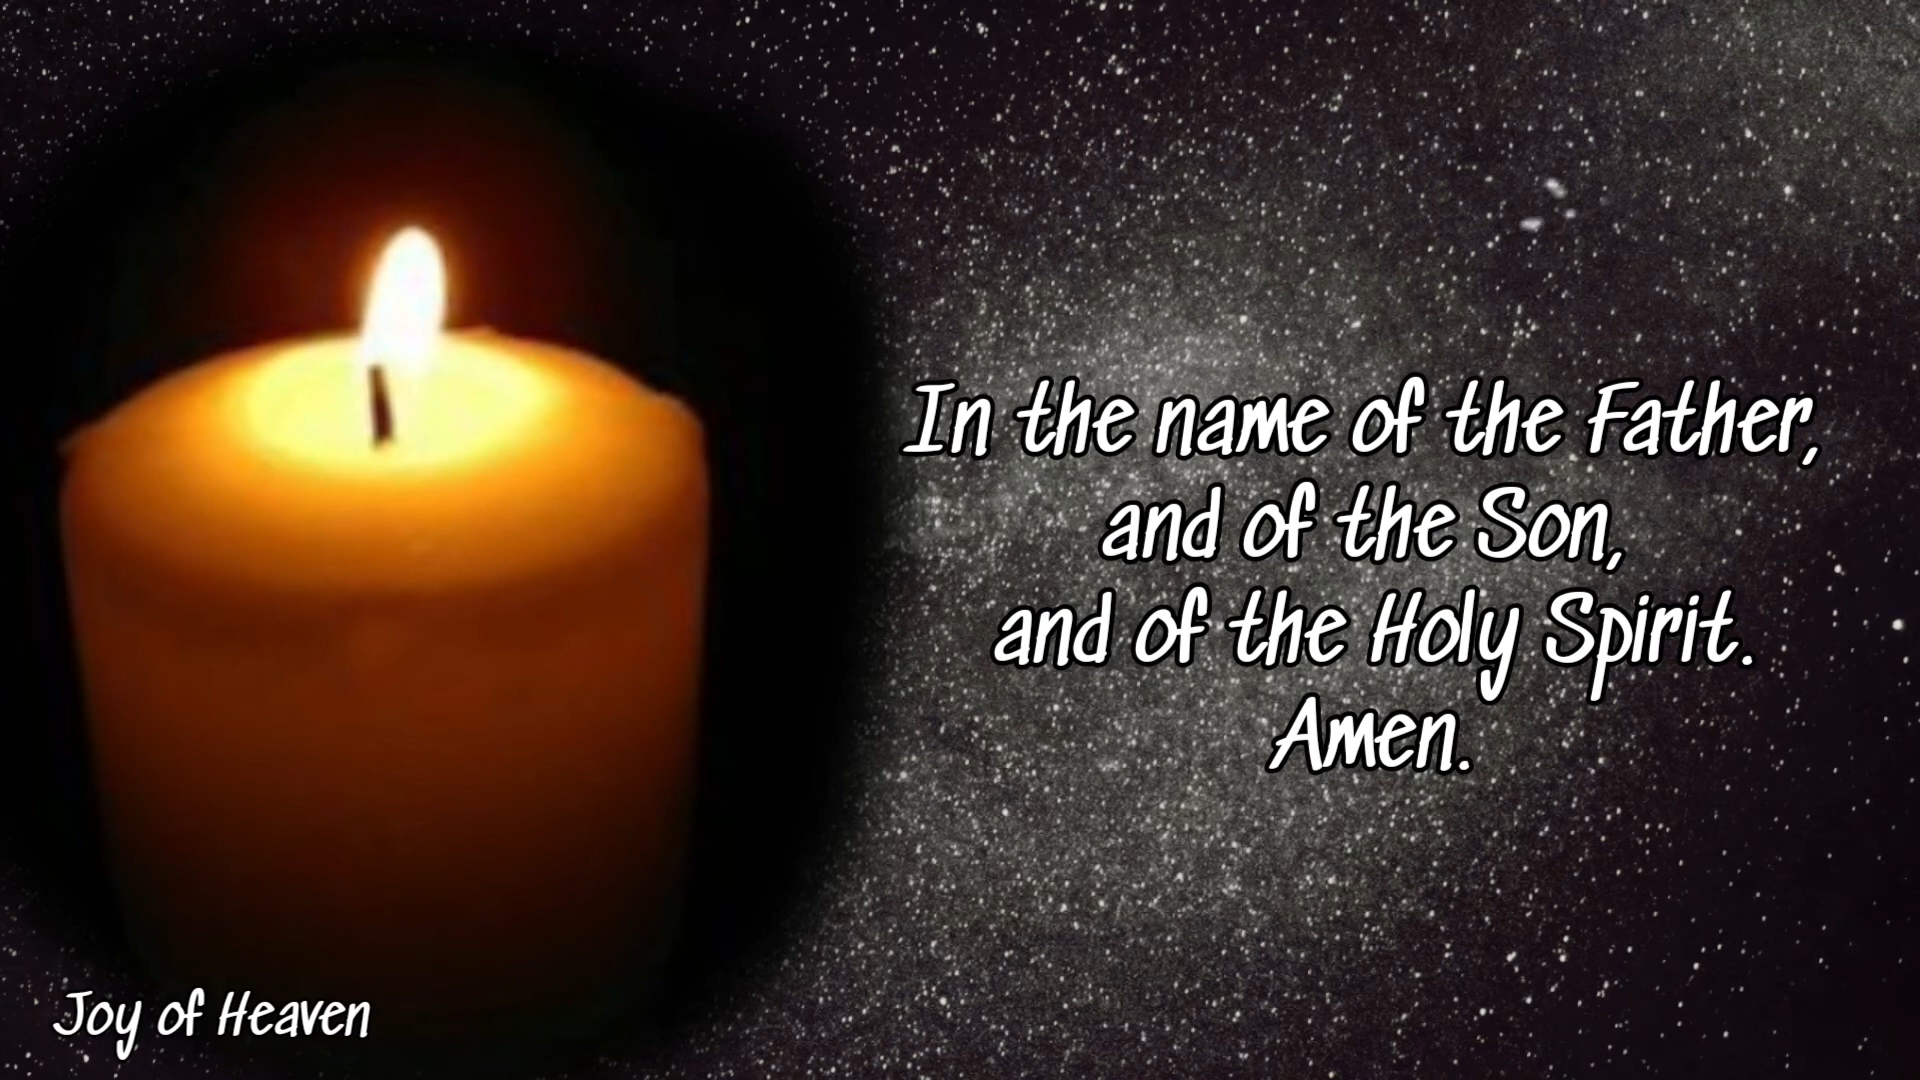 In the name of the Father,
and of the Son,
and of the Holy Spirit.
Amen.
Joy of Heaven